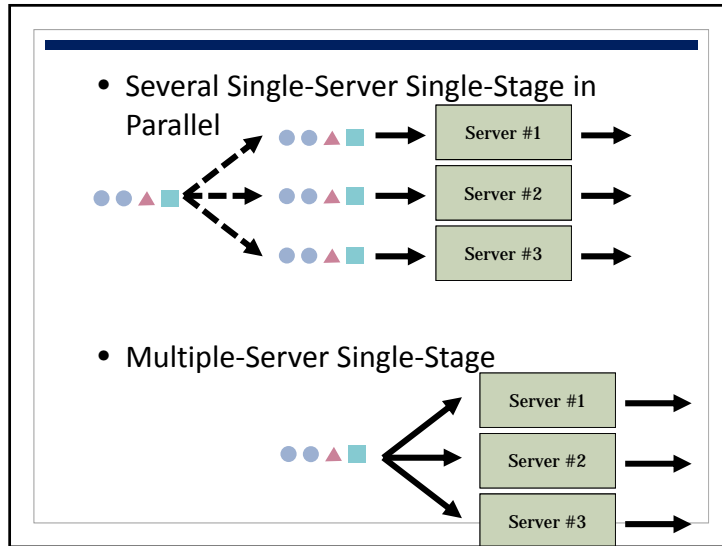 • Several Single-Server Single-Stage in
Parallel
Server #1
Server #2
Server #3
• Multiple-Server Single-Stage
Server #1
Server #2
Server #3